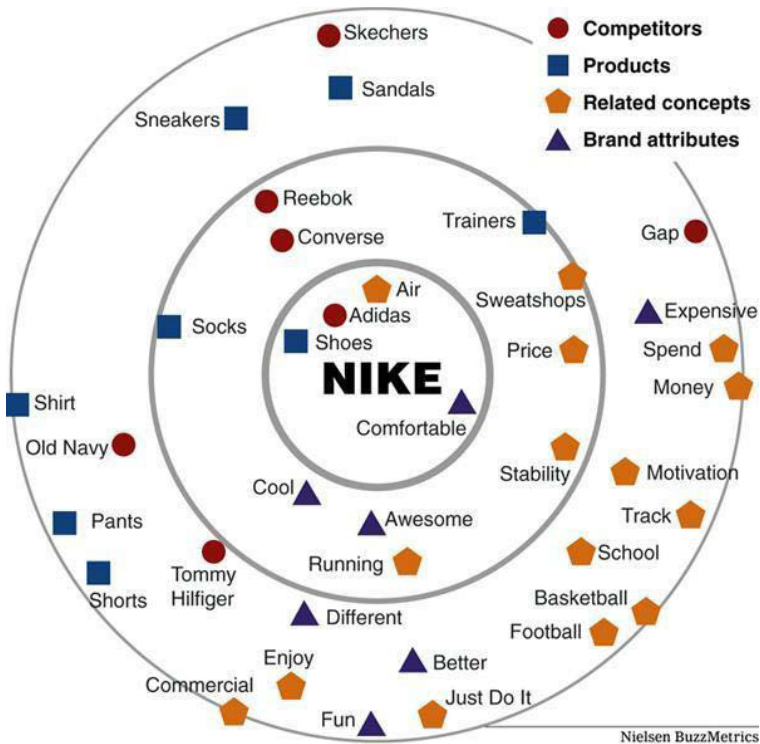 Skechers
Competitors
Products
Sandals
Related concepts
Sneakers
Brand attributes
Reebok
Trainers
Converse
Gap
Air
Sweatshops
Adidas
Expensive
Socks
Shoes
Price
Spend
NIKE
Money
Shirt
Comfortable
Old Navy
Stability
Motivation
Cool
Track
Pants
Awesome
School
Running
Tommy
Hilfiger
Shorts
Basketball
Different
Football
Enjoy
Better
Commercial
Just Do It
Fun
Nielsen BuzzMetrics